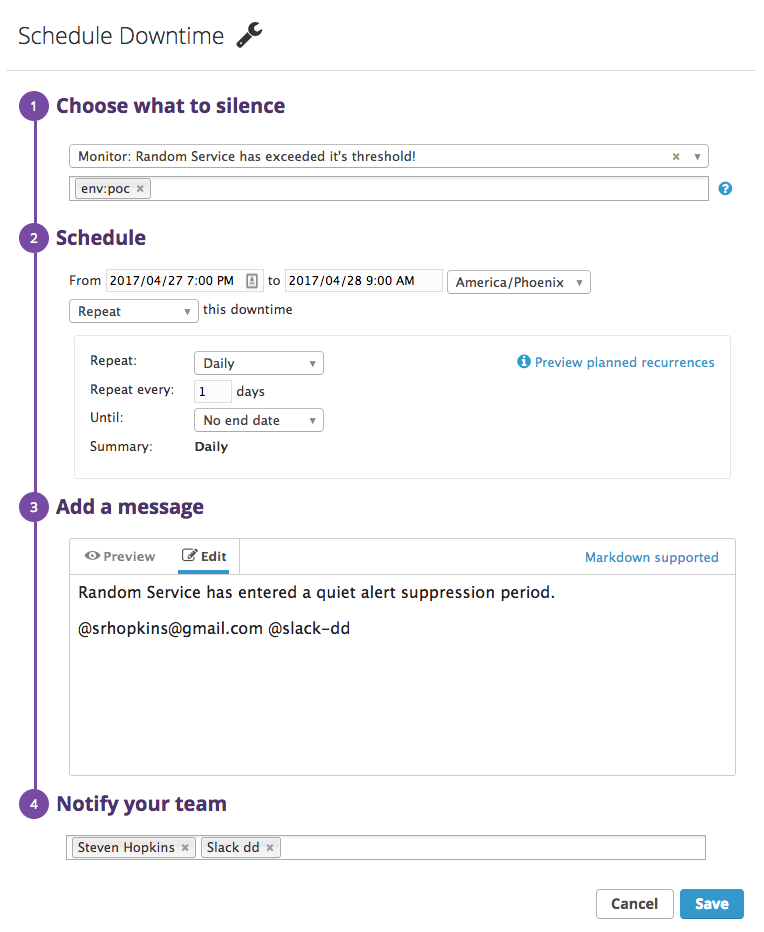 Schedule Downtime
1 Choose what to silence
Monitor: Random Service has exceeded it's threshold! × ▼
env:poc × ?
2 Schedule
From 2017/04/27 7:00 PM to 2017/04/28 9:00 AM America/Phoenix ▼
Repeat ▼ this downtime
Repeat: Daily ▼ i Preview planned recurrences
Repeat every: 1 days
Until: No end date ▼
Summary: Daily
3 Add a message
Preview Edit Markdown supported
Random Service has entered a quiet alert suppression period.
@srhopkins@gmail.com @slack-dd
4 Notify your team
Steven Hopkins × Slack dd ×
Cancel Save